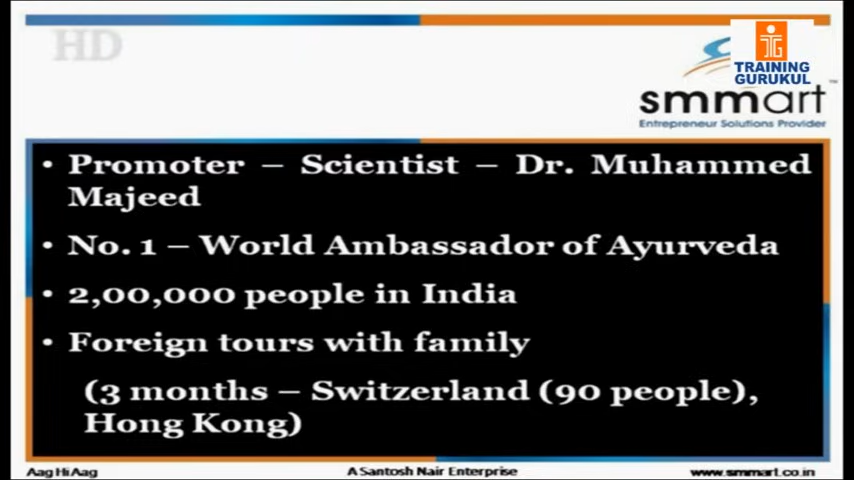 HD
TRAINING
GURUKUL
smmart
Entrepreneur Solutions Provider
• Promoter – Scientist – Dr. Muhammed
Majeed
• No. 1 – World Ambassador of Ayurveda
• 2,00,000 people in India
• Foreign tours with family
(3 months – Switzerland (90 people),
Hong Kong)
Aag Hi Aag
A Santosh Nair Enterprise
www.smmart.co.in